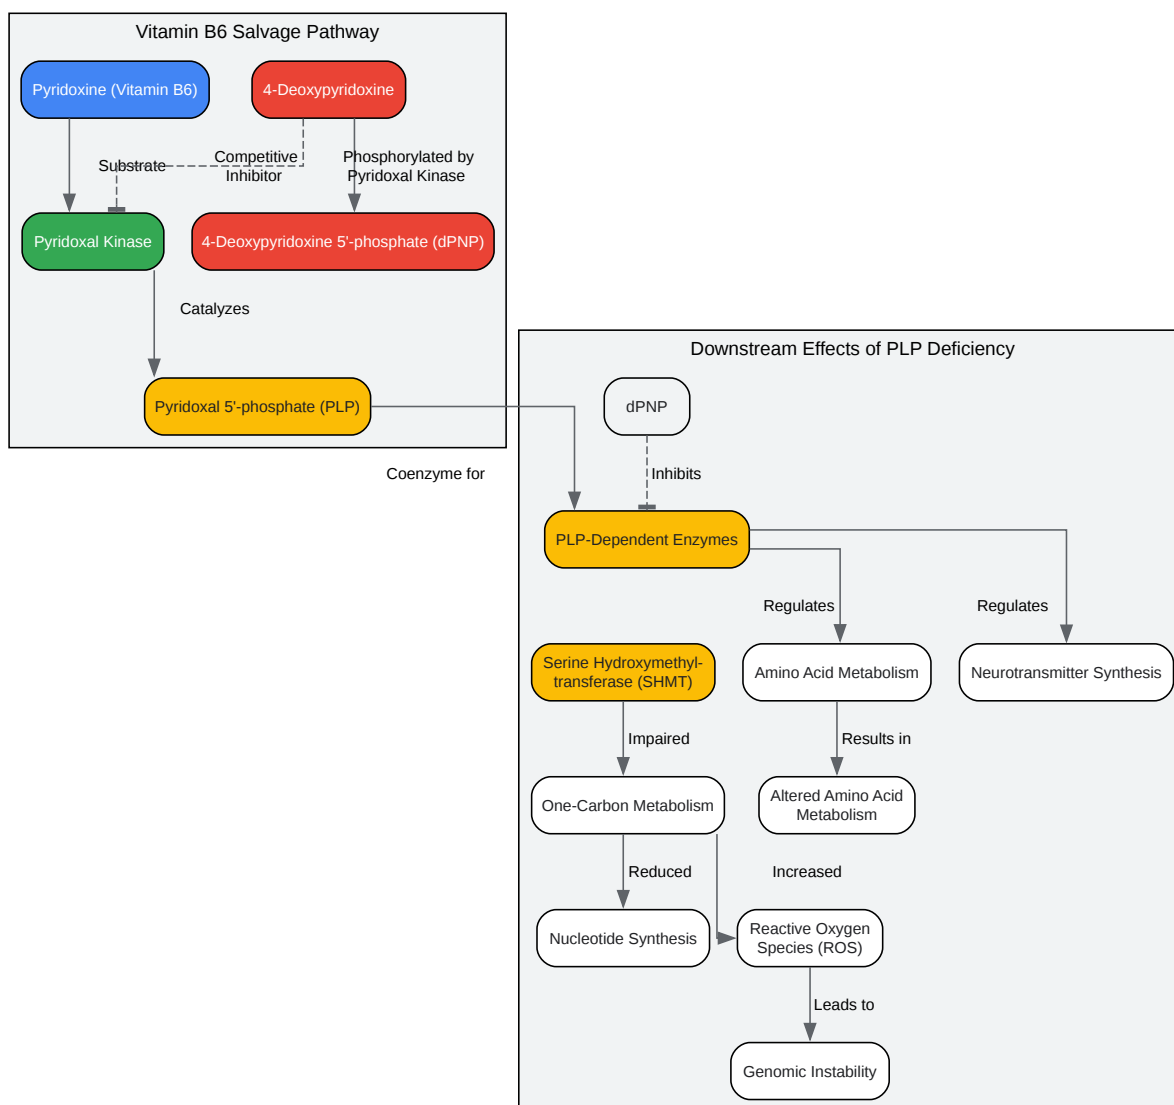 Vitamin B6 Salvage Pathway
Pyridoxine (Vitamin B6)
4-Deoxypyridoxine
Substrate
Competitive
Inhibitor
Phosphorylated by
Pyridoxal Kinase
Pyridoxal Kinase
4-Deoxypyridoxine 5'-phosphate (dPNP)
Catalyzes
Pyridoxal 5'-phosphate (PLP)
Coenzyme for
Downstream Effects of PLP Deficiency
dPNP
Inhibits
PLP-Dependent Enzymes
Regulates
Regulates
Serine Hydroxymethyl-
transferase (SHMT)
Amino Acid Metabolism
Neurotransmitter Synthesis
Impaired
Results in
One-Carbon Metabolism
Altered Amino Acid
Metabolism
Reduced
Increased
Nucleotide Synthesis
Reactive Oxygen
Species (ROS)
Leads to
Genomic Instability